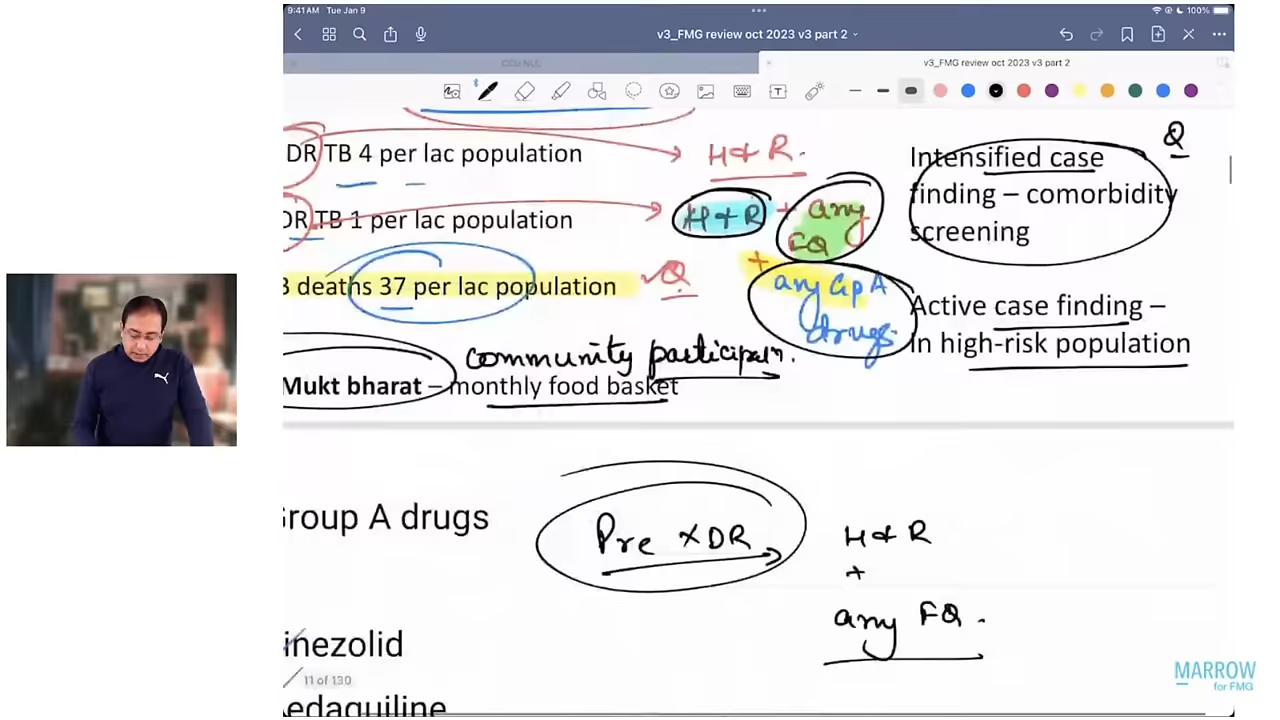 9:41 AM Tue Jan 9
100%
v3_FMG review oct 2023 v3 part 2
v3_FMG review oct 2023 v3 part 2
DR TB 4 per lac population
H & R.
DR TB 1 per lac population
H & R + any FQ
+ any Gp A drugs.
deaths 37 per lac population
Q
community
Mukt bharat – monthly food basket
Q
Intensified case
finding – comorbidity
screening
Active case finding –
in high-risk population
Group A drugs
Pre XDR
H & R
+
any FQ.
inezolid
11 of 130
edaquiline
MARROW
for FMG